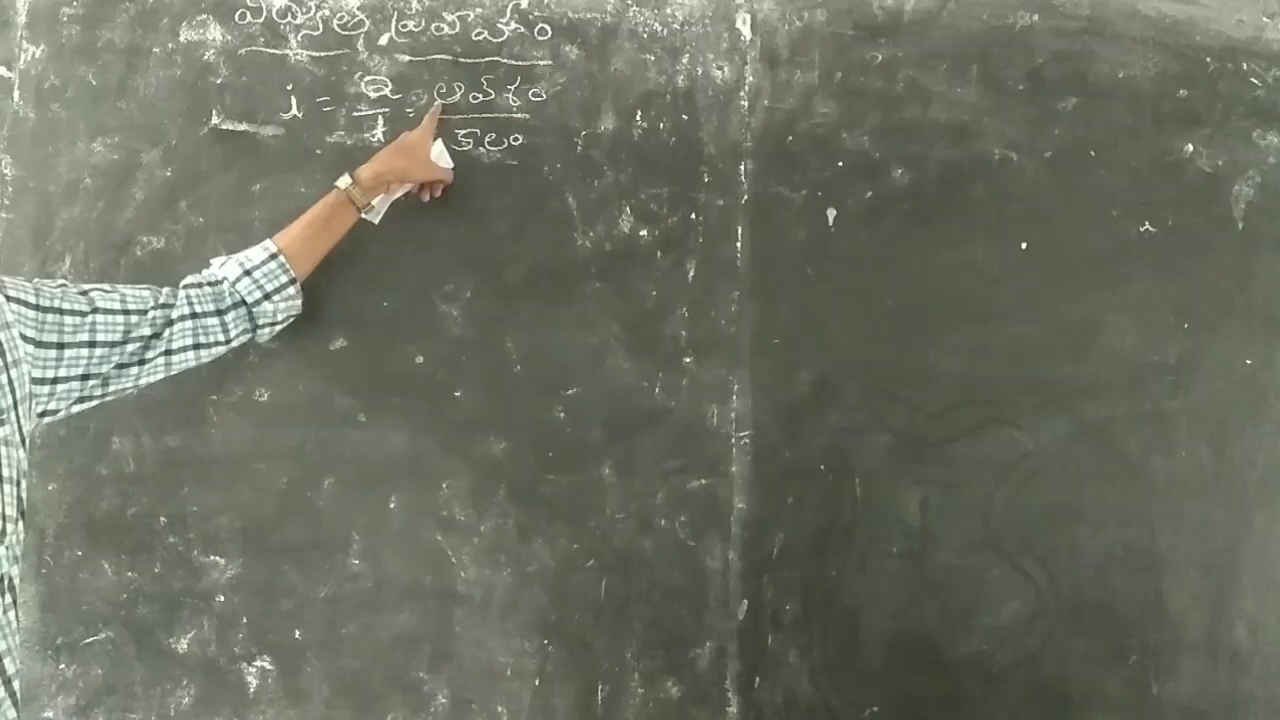 విద్యుత్ ప్రవాహం
i = Q/t = ఆవేశం/కాలం